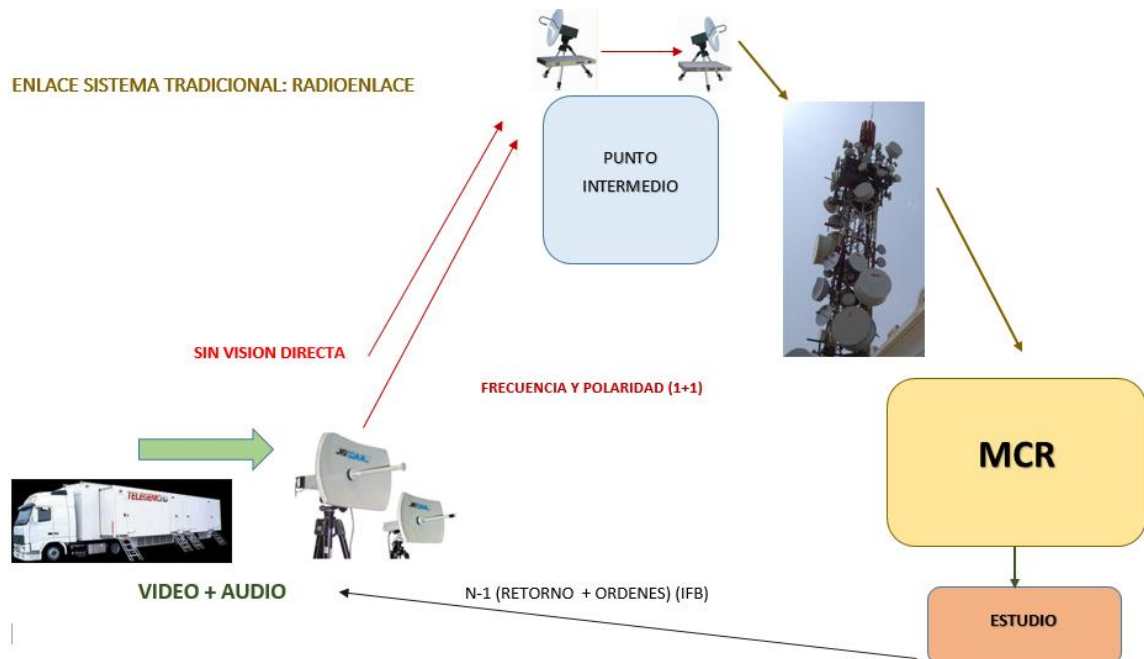 ENLACE SISTEMA TRADICIONAL: RADIOENLACE
PUNTO
INTERMEDIO
SIN VISION DIRECTA
FRECUENCIA Y POLARIDAD (1+1)
MCR
TELEGENIC
VIDEO + AUDIO
N-1 (RETORNO + ORDENES) (IFB)
ESTUDIO